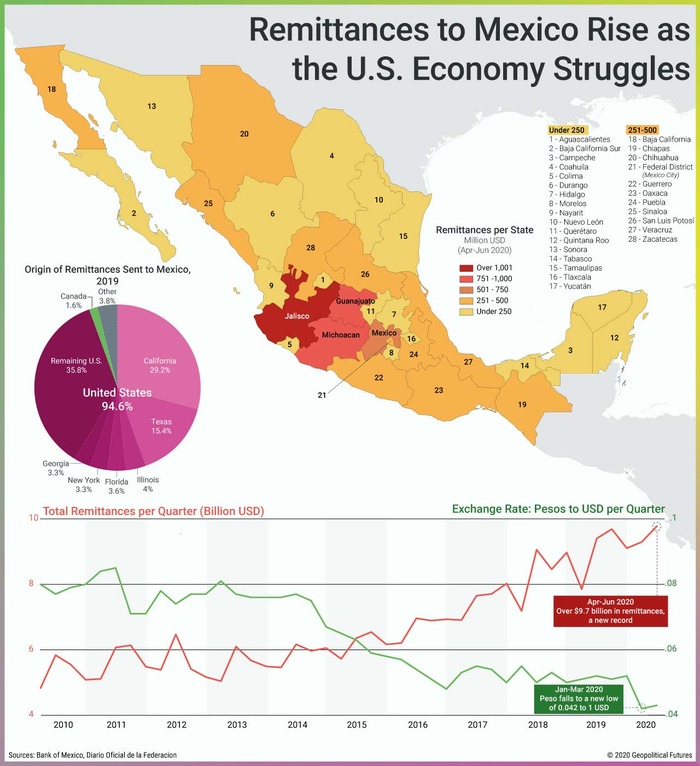 Remittances to Mexico Rise as
the U.S. Economy Struggles
18
13
20
4
2
25
6
10
15
28
26
9
1
Guanajuato
11
7
Jalisco
Michoacan
Mexico
16
5
8
24
22
21
23
27
14
19
3
17
12
Under 250
1 - Aguascalientes
2 - Baja California Sur
3 - Campeche
4 - Coahuila
5 - Colima
6 - Durango
7 - Hidalgo
8 - Morelos
9 - Nayarit
10 - Nuevo León
11 - Querétaro
12 - Quintana Roo
13 - Sonora
14 - Tabasco
15 - Tamaulipas
16 - Tlaxcala
17 - Yucatán
251-500
18 - Baja California
19 - Chiapas
20 - Chihuahua
21 - Federal District
(Mexico City)
22 - Guerrero
23 - Oaxaca
24 - Puebla
25 - Sinaloa
26 - San Luis Potosí
27 - Veracruz
28 - Zacatecas
Remittances per State
Million USD
(Apr-Jun 2020)
Over 1,001
751 -1,000
501 - 750
251 - 500
Under 250
Origin of Remittances Sent to Mexico,
2019
Canada
1.6%
Other
3.8%
Remaining U.S.
35.8%
California
29.2%
United States
94.6%
Texas
15.4%
Georgia
3.3%
New York
3.3%
Florida
3.6%
Illinois
4%
Total Remittances per Quarter (Billion USD)
Exchange Rate: Pesos to USD per Quarter
10
8
6
4
.1
.08
.06
.04
Apr-Jun 2020
Over $9.7 billion in remittances,
a new record
Jan-Mar 2020
Peso falls to a new low
of 0.042 to 1 USD
2010
2011
2012
2013
2014
2015
2016
2017
2018
2019
2020
Sources: Bank of Mexico, Diario Oficial de la Federacion
© 2020 Geopolitical Futures